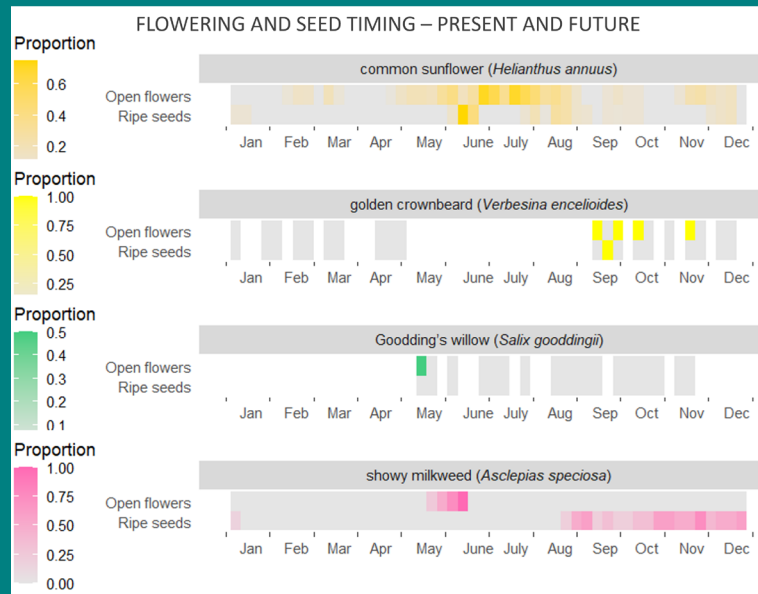 FLOWERING AND SEED TIMING – PRESENT AND FUTURE
Proportion
0.6
0.4
0.2
common sunflower (Helianthus annuus)
Open flowers
Ripe seeds
Jan Feb Mar Apr May June July Aug Sep Oct Nov Dec
Proportion
1.00
0.75
0.50
0.25
golden crownbeard (Verbesina encelioides)
Open flowers
Ripe seeds
Jan Feb Mar Apr May June July Aug Sep Oct Nov Dec
Proportion
0.5
0.4
0.3
0.2
0.1
Goodding's willow (Salix gooddingii)
Open flowers
Ripe seeds
Jan Feb Mar Apr May June July Aug Sep Oct Nov Dec
Proportion
1.00
0.75
0.50
0.25
0.00
showy milkweed (Asclepias speciosa)
Open flowers
Ripe seeds
Jan Feb Mar Apr May June July Aug Sep Oct Nov Dec